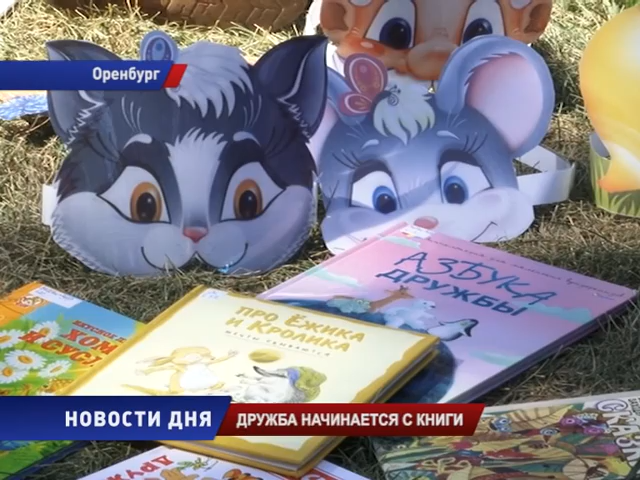 Оренбург
АЗБУКА
ДРУЖБЫ
ПРО ЁЖИКА
И КРОЛИКА
НОВОСТИ ДНЯ
ДРУЖБА НАЧИНАЕТСЯ С КНИГИ